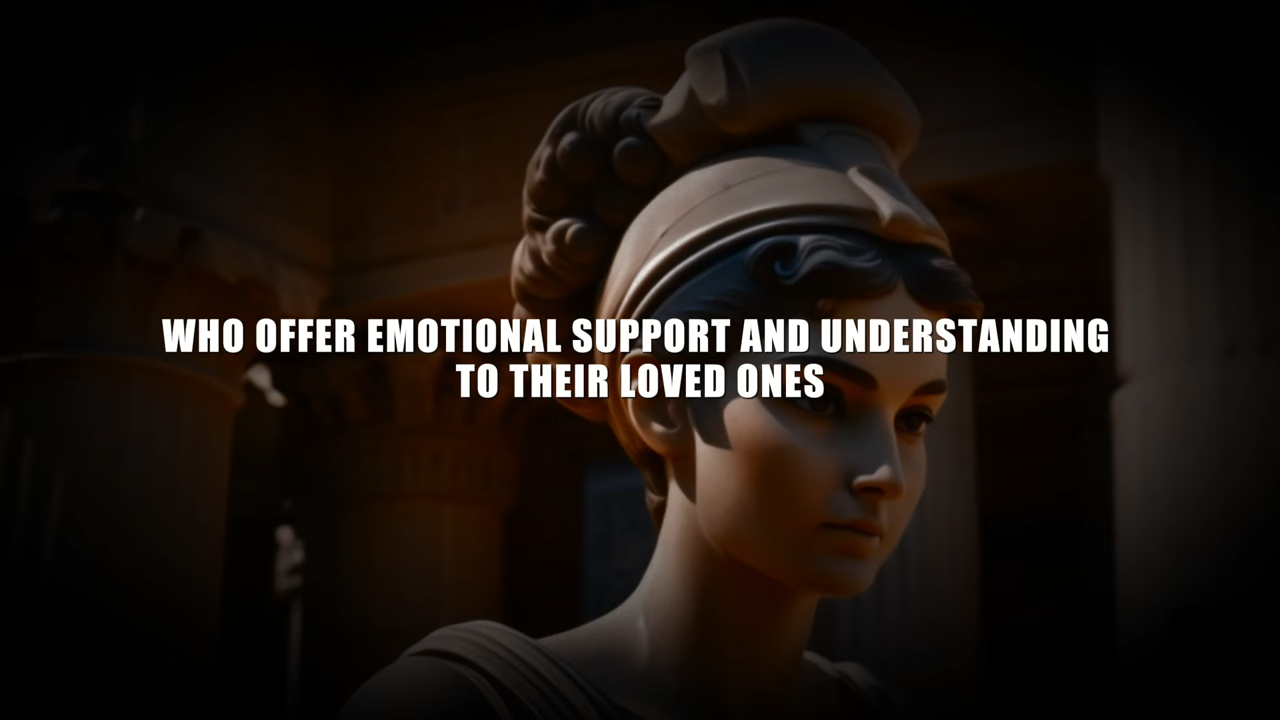 WHO OFFER EMOTIONAL SUPPORT AND UNDERSTANDING
TO THEIR LOVED ONES